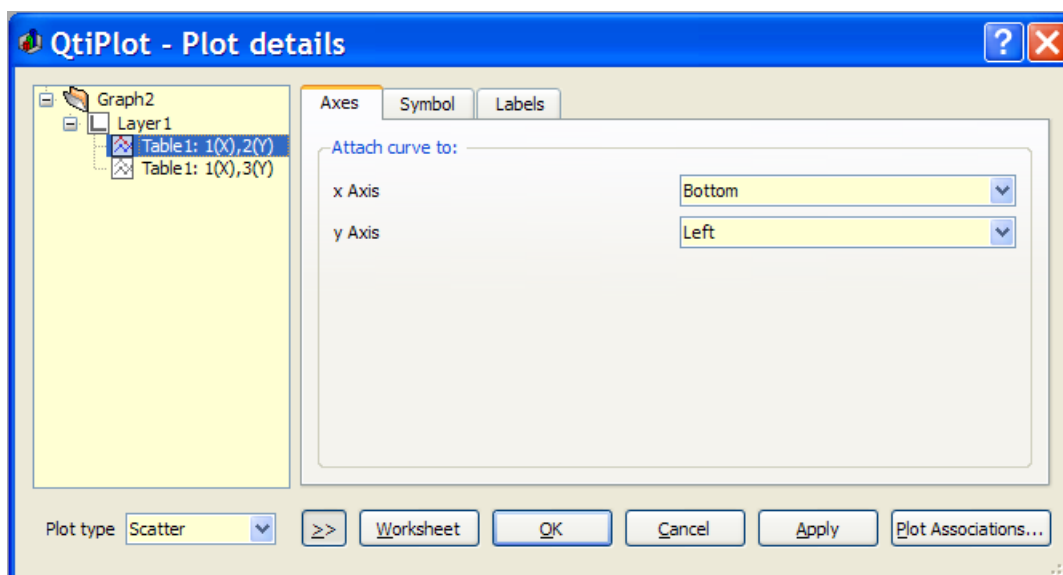 QtiPlot - Plot details
Graph2
Layer1
Table1: 1(X),2(Y)
Table1: 1(X),3(Y)
Axes Symbol Labels
Attach curve to:
x Axis Bottom
y Axis Left
Plot type Scatter >> Worksheet OK Cancel Apply Plot Associations...